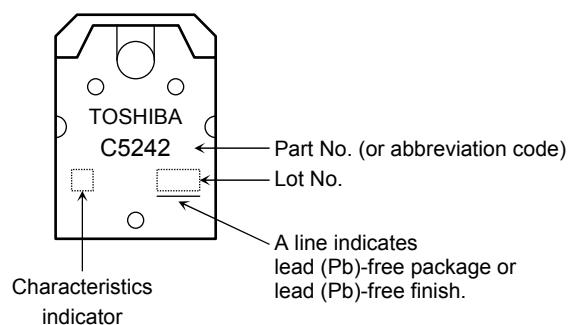 TOSHIBA
C5242
Part No. (or abbreviation code)
Lot No.
A line indicates
lead (Pb)-free package or
lead (Pb)-free finish.
Characteristics
indicator